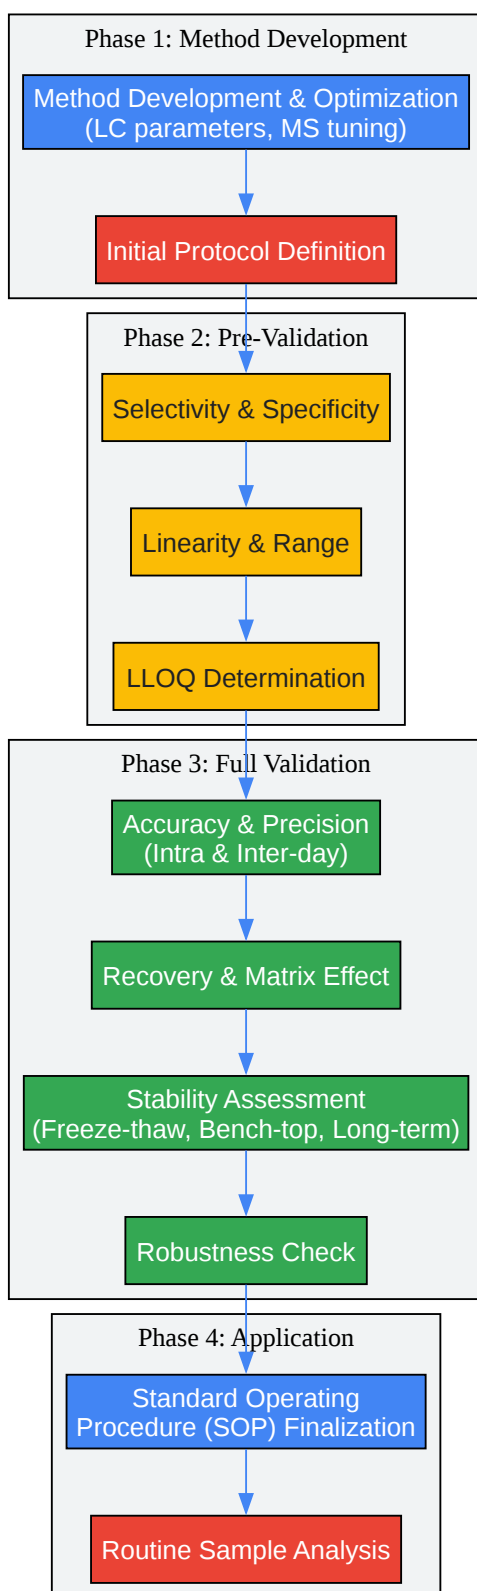 Phase 1: Method Development
Method Development & Optimization
(LC parameters, MS tuning)
Initial Protocol Definition
Phase 2: Pre-Validation
Selectivity & Specificity
Linearity & Range
LLOQ Determination
Phase 3: Full Validation
Accuracy & Precision
(Intra & Inter-day)
Recovery & Matrix Effect
Stability Assessment
(Freeze-thaw, Bench-top, Long-term)
Robustness Check
Phase 4: Application
Standard Operating
Procedure (SOP) Finalization
Routine Sample Analysis